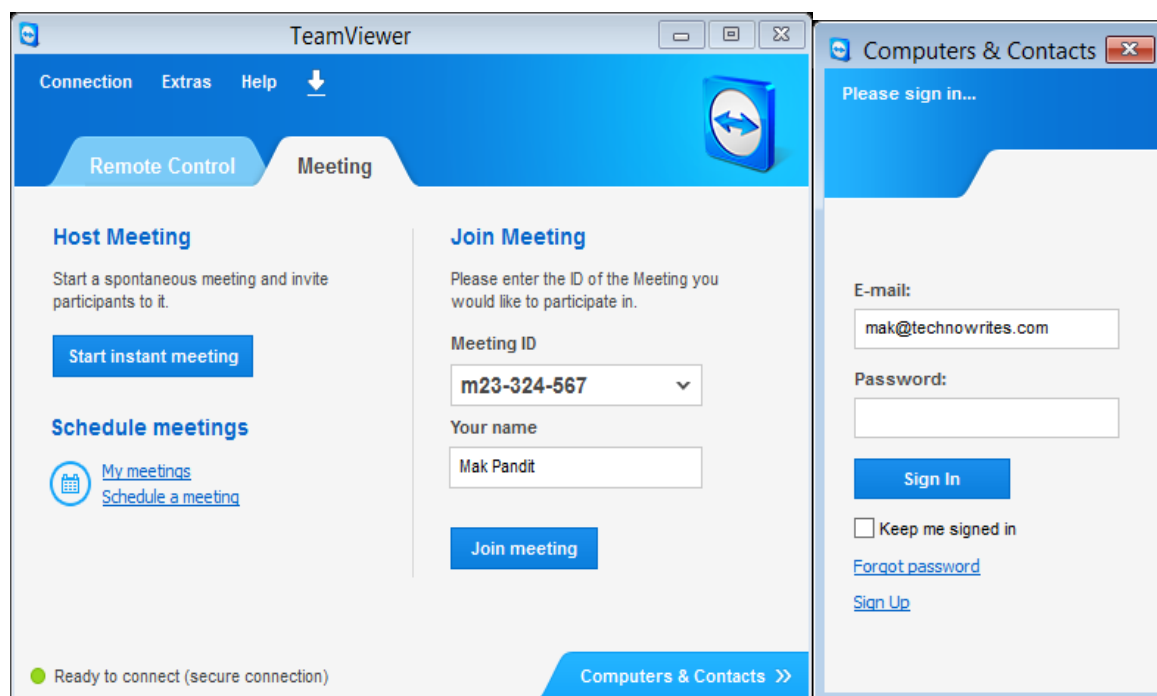 TeamViewer
Connection Extras Help
Remote Control Meeting
Host Meeting
Start a spontaneous meeting and invite
participants to it.
Start instant meeting
Schedule meetings
My meetings
Schedule a meeting
Join Meeting
Please enter the ID of the Meeting you
would like to participate in.
Meeting ID
m23-324-567
Your name
Mak Pandit
Join meeting
Ready to connect (secure connection)
Computers & Contacts >>
Computers & Contacts
Please sign in...
E-mail:
mak@technowrites.com
Password:
Sign In
Keep me signed in
Forgot password
Sign Up